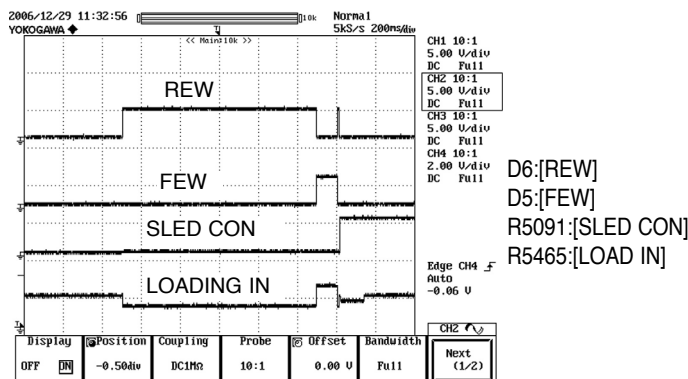 2006/12/29 11:32:56
10k
Normal
YOKOGAWA
5kS/s 200ms/div
<< Main:10k >>
CH1 10:1
5.00 V/div
DC Full
CH2 10:1
5.00 V/div
DC Full
CH3 10:1
5.00 V/div
DC Full
CH4 10:1
2.00 V/div
DC Full
REW
FEW
SLED CON
LOADING IN
D6:[REW]
D5:[FEW]
R5091:[SLED CON]
R5465:[LOAD IN]
Edge CH4
Auto
-0.06 V
CH2
Display
OFF ON
Position
-0.50div
Coupling
DC1MΩ
Probe
10:1
Offset
0.00 V
Bandwidth
Full
Next
(1/2)